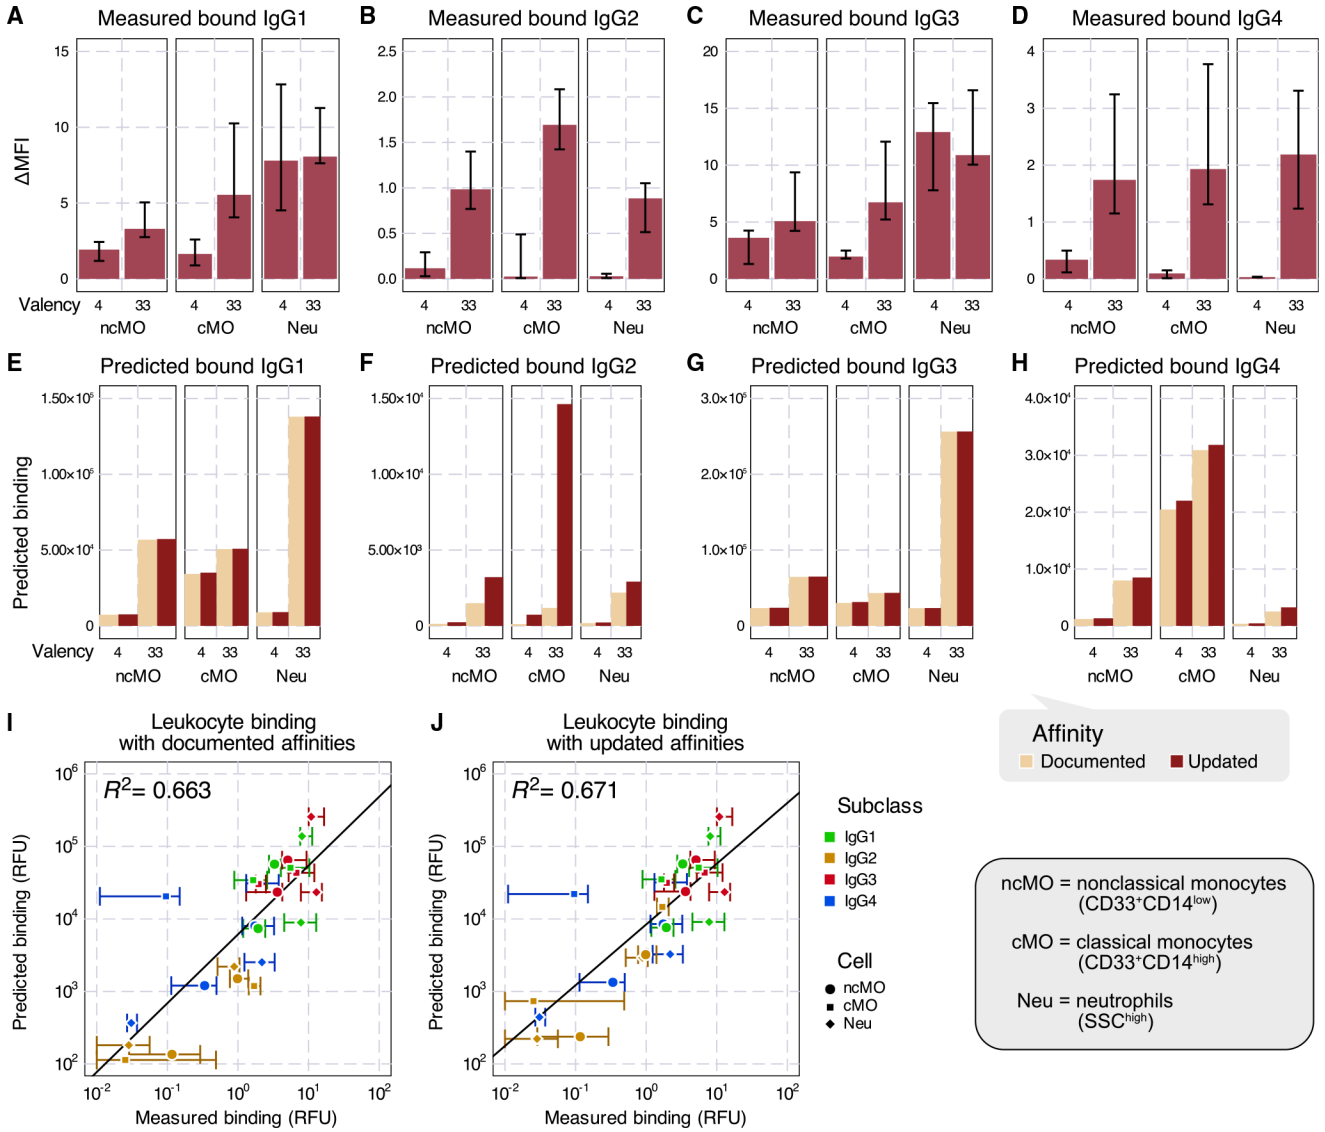 A Measured bound IgG1
B Measured bound IgG2
C Measured bound IgG3
D Measured bound IgG4
ΔMFI
15
10
5
0
2.5
2.0
1.5
1.0
0.5
0.0
20
15
10
5
0
4
3
2
1
0
Valency 4 33 4 33 4 33
ncMO cMO Neu
4 33 4 33 4 33
ncMO cMO Neu
4 33 4 33 4 33
ncMO cMO Neu
4 33 4 33 4 33
ncMO cMO Neu
E Predicted bound IgG1
F Predicted bound IgG2
G Predicted bound IgG3
H Predicted bound IgG4
Predicted binding
1.50×10⁵
1.00×10⁵
5.00×10⁴
0
1.50×10⁴
1.00×10⁴
5.00×10³
0
3.0×10⁵
2.0×10⁵
1.0×10⁵
0
4.0×10⁴
3.0×10⁴
2.0×10⁴
1.0×10⁴
0
Valency 4 33 4 33 4 33
ncMO cMO Neu
4 33 4 33 4 33
ncMO cMO Neu
4 33 4 33 4 33
ncMO cMO Neu
4 33 4 33 4 33
ncMO cMO Neu
Affinity
Documented Updated
I Leukocyte binding
with documented affinities
R²= 0.663
Predicted binding (RFU)
10⁶
10⁵
10⁴
10³
10²
10⁻² 10⁻¹ 10⁰ 10¹ 10²
Measured binding (RFU)
J Leukocyte binding
with updated affinities
R²= 0.671
Predicted binding (RFU)
10⁶
10⁵
10⁴
10³
10²
10⁻² 10⁻¹ 10⁰ 10¹ 10²
Measured binding (RFU)
Subclass
IgG1
IgG2
IgG3
IgG4
Cell
ncMO
cMO
Neu
ncMO = nonclassical monocytes
(CD33⁺CD14ˡᵒʷ)
cMO = classical monocytes
(CD33⁺CD14ʰⁱᵍʰ)
Neu = neutrophils
(SSCʰⁱᵍʰ)